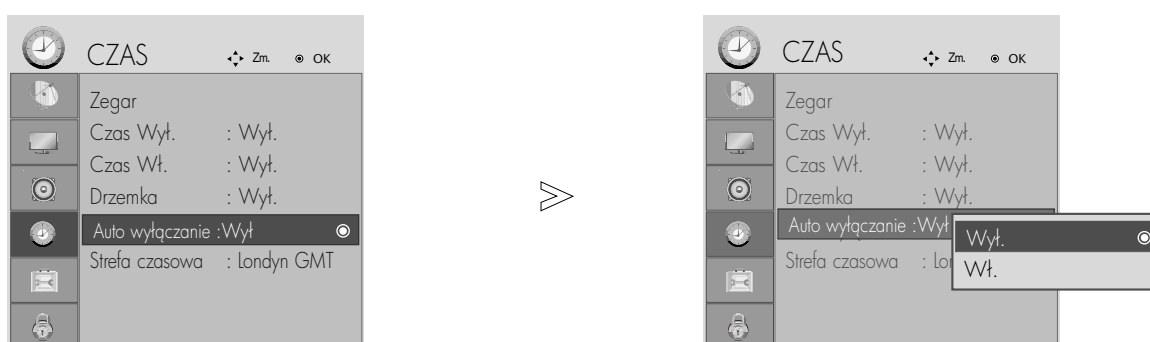 CZAS Zm. OK
Zegar
Czas Wył. : Wył.
Czas Wł. : Wył.
Drzemka : Wył.
Auto wyłączanie :Wył
Strefa czasowa : Londyn GMT
CZAS Zm. OK
Zegar
Czas Wył. : Wył.
Czas Wł. : Wył.
Drzemka : Wył.
Auto wyłączanie :Wył
Strefa czasowa : Lo
Wył.
Wł.